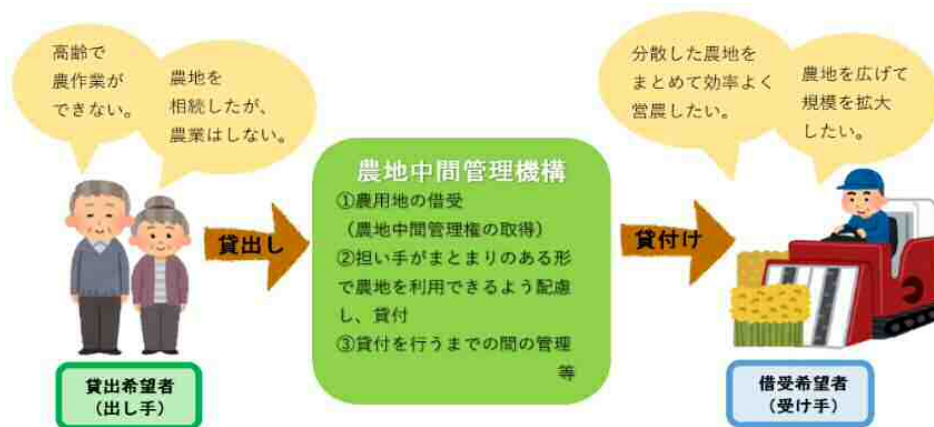 高齢で
農作業が
できない。
農地を
相続したが、
農業はしない。
貸出希望者
（出し手）
貸出し
農地中間管理機構
①農用地の借受
（農地中間管理権の取得）
②担い手がまとまりのある形
で農地を利用できるよう配慮
し、貸付
③貸付を行うまでの間の管理
等
貸付け
分散した農地を
まとめて効率よく
営農したい。
農地を広げて
規模を拡大
したい。
借受希望者
（受け手）